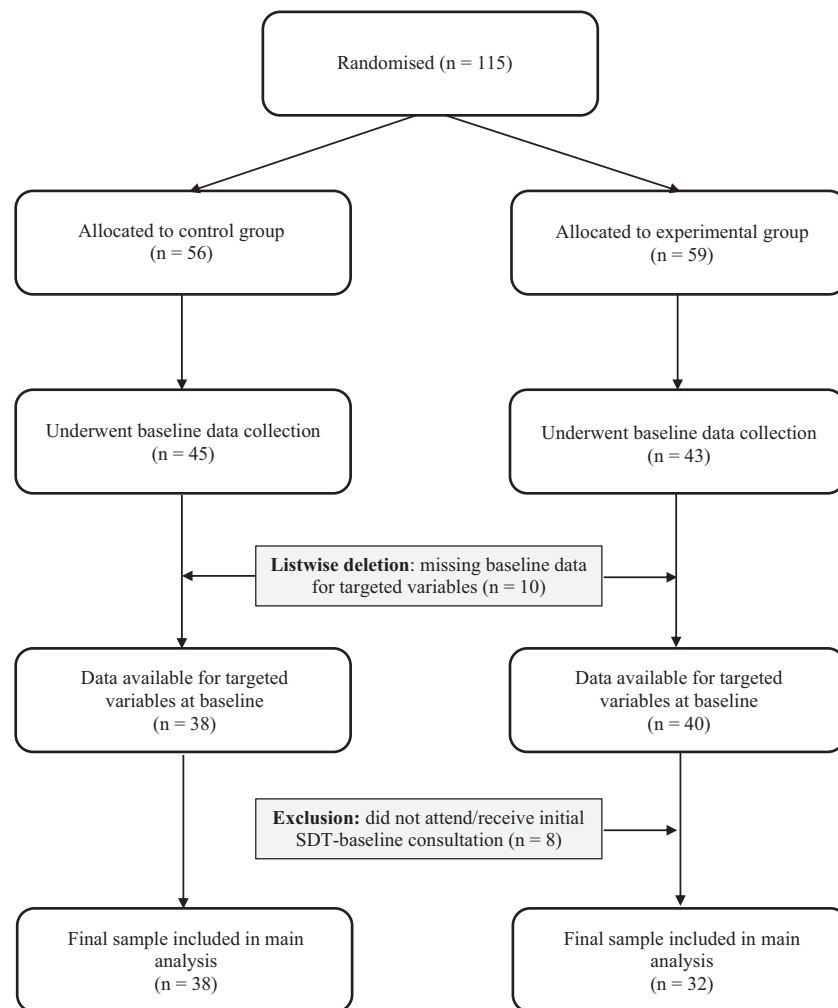 Randomised (n = 115)
Allocated to control group
(n = 56)
Allocated to experimental group
(n = 59)
Underwent baseline data collection
(n = 45)
Underwent baseline data collection
(n = 43)
Listwise deletion: missing baseline data
for targeted variables (n = 10)
Data available for targeted
variables at baseline
(n = 38)
Data available for targeted
variables at baseline
(n = 40)
Exclusion: did not attend/receive initial
SDT-baseline consultation (n = 8)
Final sample included in main
analysis
(n = 38)
Final sample included in main
analysis
(n = 32)